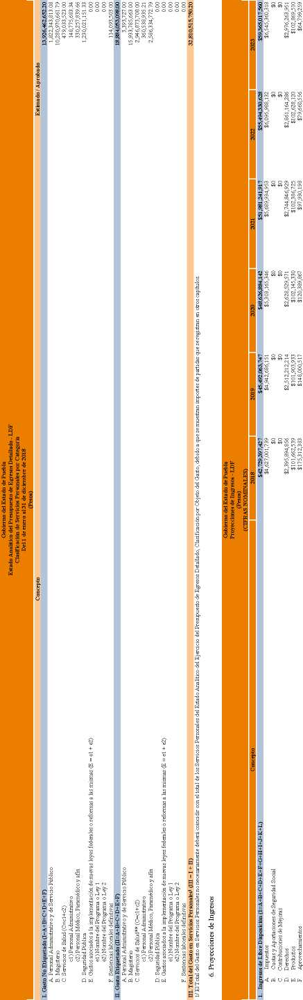 Gobierno del Estado de Puebla
Estado Analítico del Presupuesto de Egresos Detallado - LDF
Clasificación de Servicios Personales por Categoría
Del 1 de enero al 31 de diciembre de 2018
(Pesos)
Concepto Estimado / Aprobado
I. Gasto No Etiquetado (I=A+B+C+D+E+F) 13,926,462,652.20
A. Personal Administrativo y de Servicio Público 1,822,343,813.08
B. Magisterio 10,280,970,661.79
C. Servicios de Salud (C=c1+c2) 479,033,523.00
c1) Personal Administrativo 148,775,683.34
c2) Personal Médico, Paramédico y afín 330,257,839.66
D. Seguridad Pública 1,230,021,151.33
E. Gastos asociados a la implementación de nuevas leyes federales o reformas a las mismas (E = e1 + e2) 0.00
e1) Nombre del Programa o Ley 1 0.00
e2) Nombre del Programa o Ley 2 0.00
F. Sentencias laborales definitivas 114,093,503.00
II. Gasto Etiquetado (II=A+B+C+D+E+F) 18,884,053,098.00
A. Personal Administrativo y de Servicio Público 3,393,727.00
B. Magisterio 15,933,785,663.00
C. Servicios de Salud** (C=c1+c2) 2,946,873,708.00
c1) Personal Administrativo 360,538,935.21
c2) Personal Médico, Paramédico y afín 2,586,334,772.79
D. Seguridad Pública 0.00
E. Gastos asociados a la implementación de nuevas leyes federales o reformas a las mismas (E = e1 + e2) 0.00
e1) Nombre del Programa o Ley 1 0.00
e2) Nombre del Programa o Ley 2 0.00
F. Sentencias laborales definitivas 0.00
III. Total del Gasto en Servicios Personales¹ (III = I + II) 32,810,515,750.20
1/ El Total del Gasto en Servicios Personales no necesariamente deberá coincidir con el total de los Servicios Personales del Estado Analítico del Ejercicio del Presupuesto de Egresos Detallado, Clasificación por Objeto del Gasto, debido a que se muestran importes de partidas que se registran en otros capítulos.
6. Proyecciones de Ingresos
Gobierno del Estado de Puebla
Proyecciones de Ingresos - LDF
(Pesos)
(CIFRAS NOMINALES)
Concepto 2018 2019 2020 2021 2022 2023
1. Ingresos de Libre Disposición (1=A+B+C+D+E+F+G+H+I+J+K+L) $42,729,297,427 $45,492,063,747 $48,626,884,142 $51,981,241,917 $55,494,330,628 $59,365,017,560
A. Impuestos $4,627,001,739 $4,942,686,151 $5,303,165,346 $5,689,934,953 $6,095,988,132 $6,545,360,318
B. Cuotas y Aportaciones de Seguridad Social $0 $0 $0 $0 $0 $0
C. Contribuciones de Mejoras $0 $0 $0 $0 $0 $0
D. Derechos $2,395,894,856 $2,512,212,214 $2,628,529,571 $2,744,846,929 $2,861,164,286 $2,976,263,951
E. Productos $101,662,539 $101,903,933 $102,145,330 $102,386,725 $102,628,120 $102,869,510
F. Aprovechamientos $175,312,383 $148,000,517 $120,389,867 $97,930,198 $79,660,556 $64,799,259